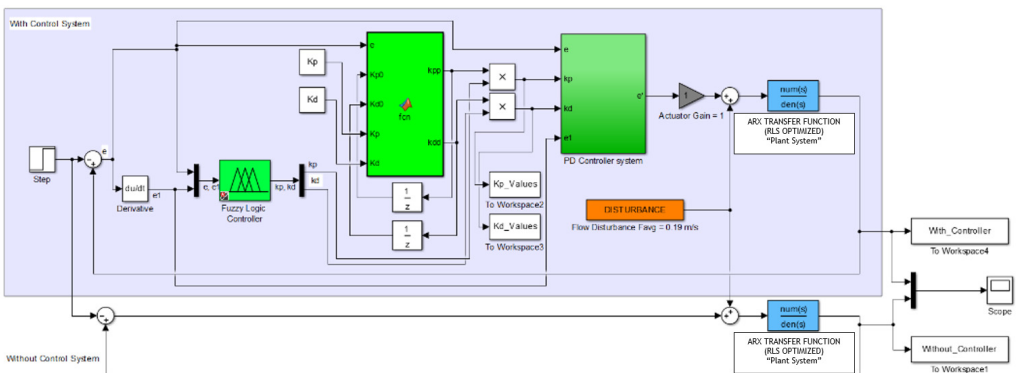 With Control System
Kp
Kd
e
Kp0
Kd0
Kp
Kd
fcn
kpp
kdd
×
×
e
kp
kd
e1
e'
PD Controller system
1
Actuator Gain = 1
num(s)
den(s)
ARX TRANSFER FUNCTION
(RLS OPTIMIZED)
"Plant System"
Step
e
du/dt
Derivative
e1
e, e1
Fuzzy Logic
Controller
kp, kd
kp
kd
1
z
1
z
Kp_Values
To Workspace2
Kd_Values
To Workspace3
DISTURBANCE
Flow Disturbance Favg = 0.19 m/s
With_Controller
To Workspace4
Scope
Without_Controller
To Workspace1
num(s)
den(s)
ARX TRANSFER FUNCTION
(RLS OPTIMIZED)
"Plant System"
Without Control System